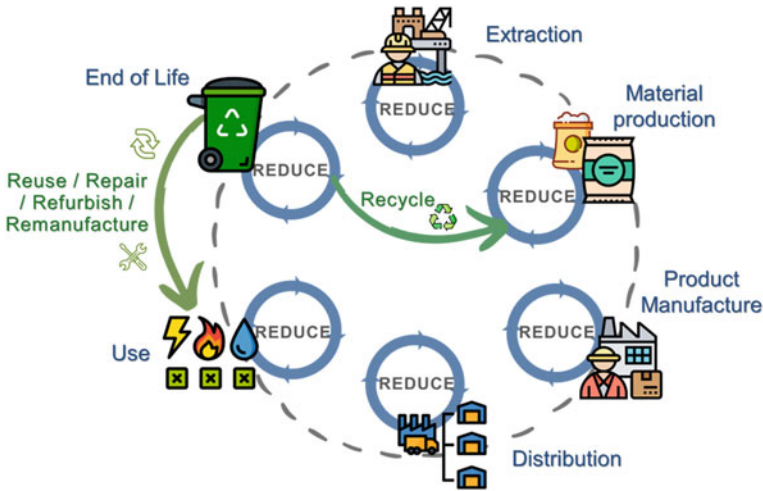 Extraction
REDUCE
End of Life
Material
production
REDUCE
REDUCE
Reuse / Repair
/ Refurbish /
Remanufacture
Recycle
Product
Manufacture
REDUCE
REDUCE
Use
REDUCE
Distribution